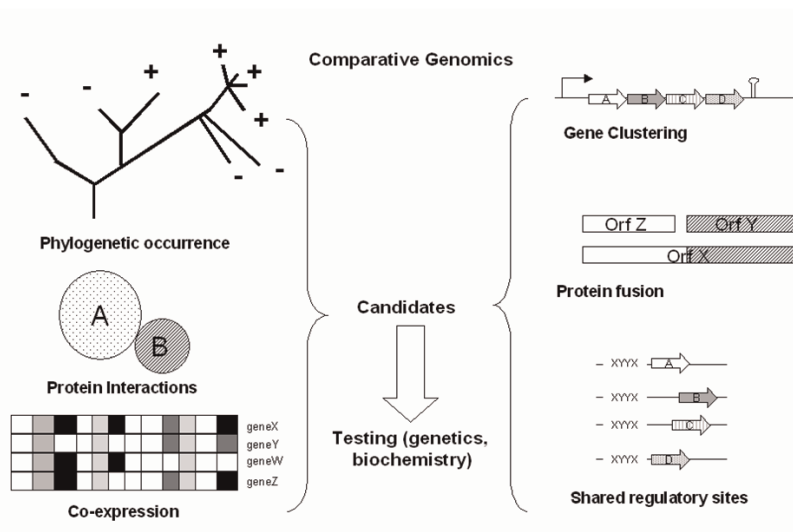 Comparative Genomics
- - + + + + - -
Phylogenetic occurrence
A
B
Protein Interactions
geneX
geneY
geneW
geneZ
Co-expression
Candidates
Testing (genetics,
biochemistry)
A B C D
Gene Clustering
Orf Z Orf Y
Orf X
Protein fusion
XYYX A
XYYX B
XYYX C
XYYX D
Shared regulatory sites